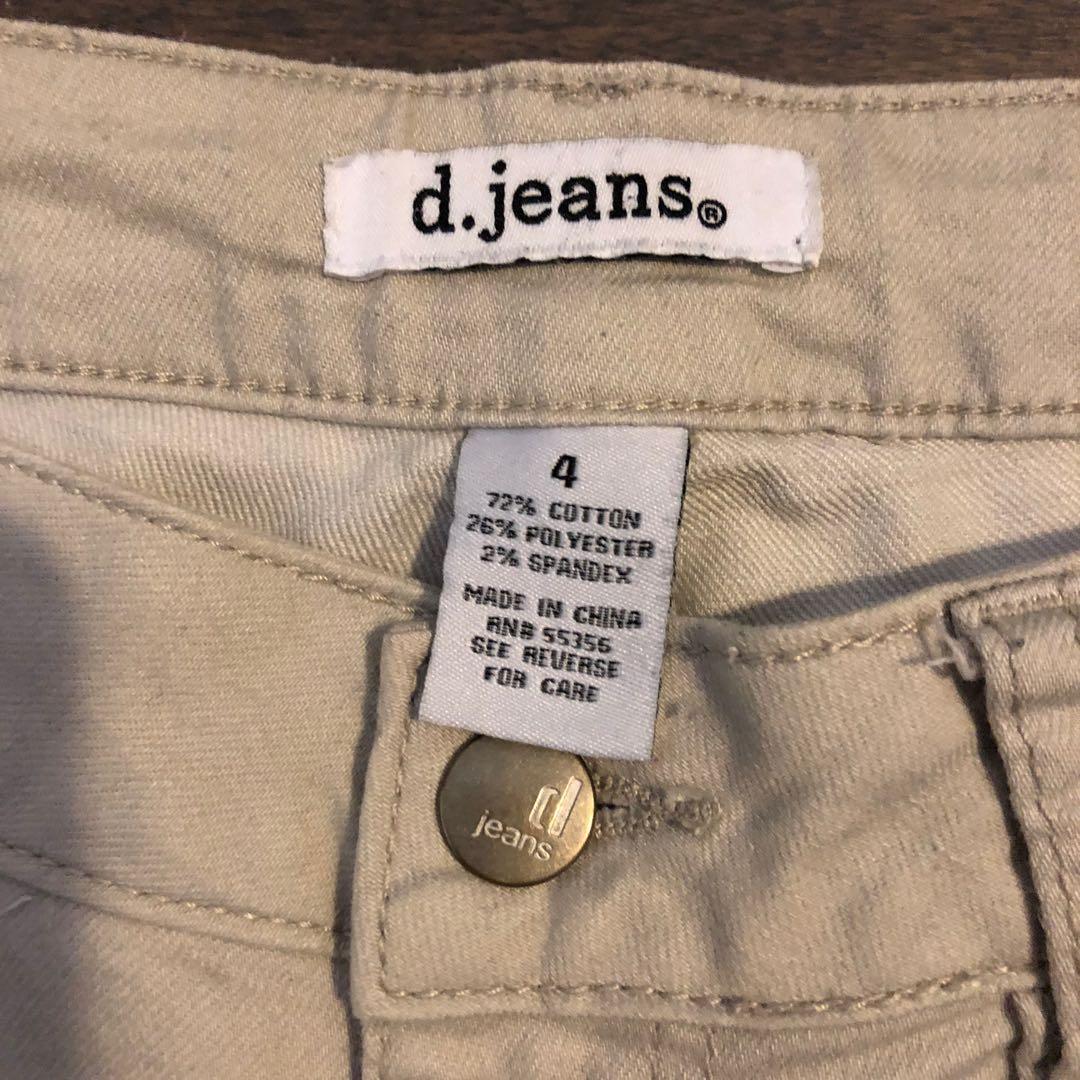 d.jeans®
4
72% COTTON
26% POLYESTER
2% SPANDEX
MADE IN CHINA
RN# 55356
SEE REVERSE
FOR CARE
d
jeans